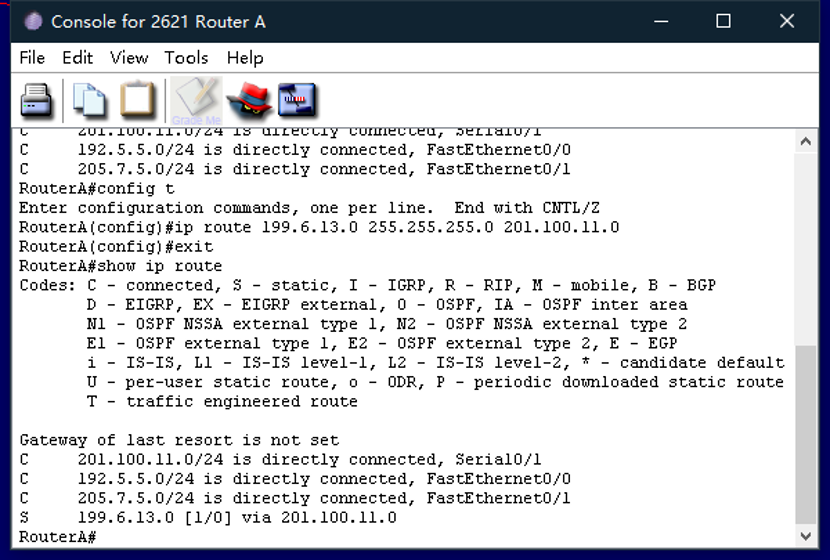 Console for 2621 Router A
File Edit View Tools Help
Grade Me
C 201.100.11.0/24 is directly connected, Serial0/1
C 192.5.5.0/24 is directly connected, FastEthernet0/0
C 205.7.5.0/24 is directly connected, FastEthernet0/1
RouterA#config t
Enter configuration commands, one per line. End with CNTL/Z
RouterA(config)#ip route 199.6.13.0 255.255.255.0 201.100.11.0
RouterA(config)#exit
RouterA#show ip route
Codes: C - connected, S - static, I - IGRP, R - RIP, M - mobile, B - BGP
D - EIGRP, EX - EIGRP external, O - OSPF, IA - OSPF inter area
N1 - OSPF NSSA external type 1, N2 - OSPF NSSA external type 2
E1 - OSPF external type 1, E2 - OSPF external type 2, E - EGP
i - IS-IS, L1 - IS-IS level-1, L2 - IS-IS level-2, * - candidate default
U - per-user static route, o - ODR, P - periodic downloaded static route
T - traffic engineered route
Gateway of last resort is not set
C 201.100.11.0/24 is directly connected, Serial0/1
C 192.5.5.0/24 is directly connected, FastEthernet0/0
C 205.7.5.0/24 is directly connected, FastEthernet0/1
S 199.6.13.0 [1/0] via 201.100.11.0
RouterA#